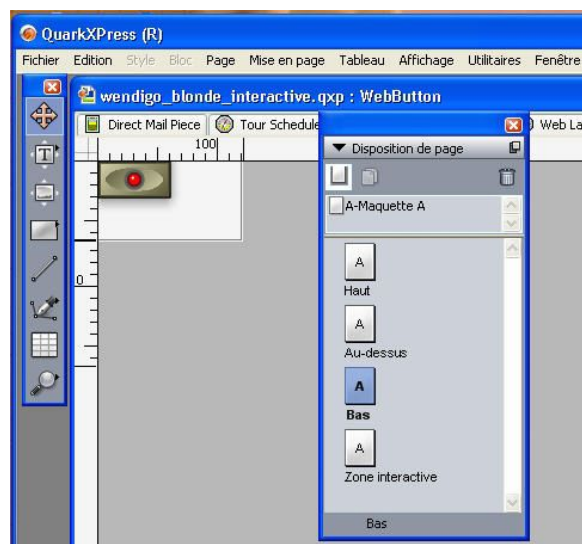 QuarkXPress (R)
Fichier Edition Style Bloc Page Mise en page Tableau Affichage Utilitaires Fenêtre
wendigo_blonde_interactive.qxp : WebButton
Direct Mail Piece Tour Schedule Web La
100
Disposition de page
A-Maquette A
0
A
Haut
A
Au-dessus
A
Bas
A
Zone interactive
Bas